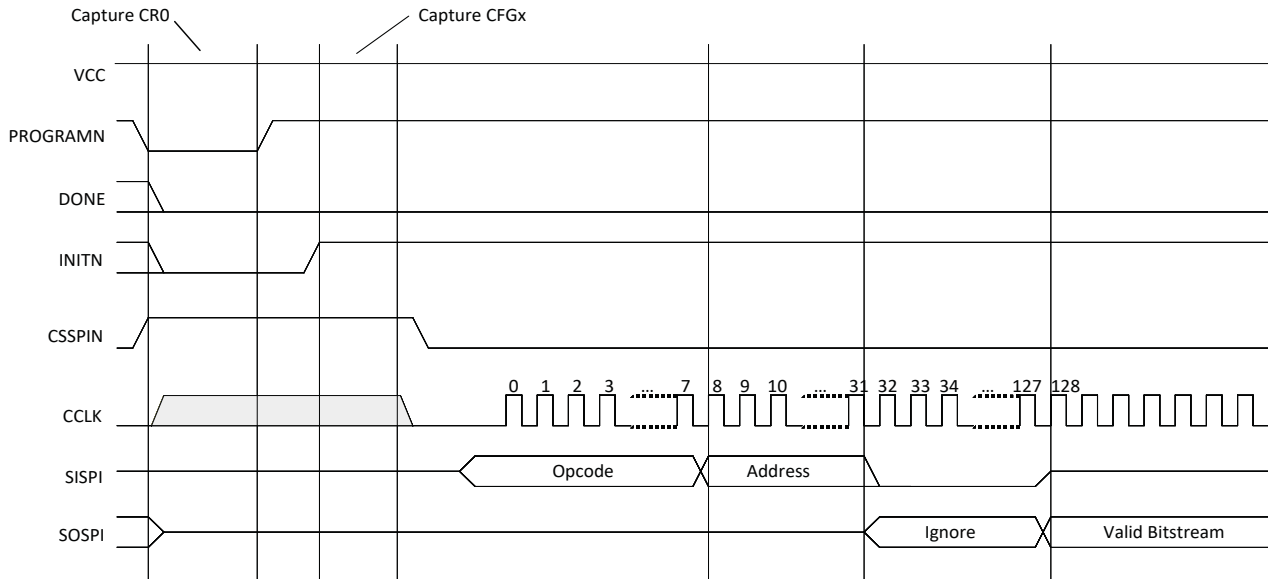 Capture CR0
Capture CFGx
VCC
PROGRAMN
DONE
INITN
CSSPIN
0 1 2 3 ... 7 8 9 10 ... 31 32 33 34 ... 127 128
CCLK
SISPI Opcode Address
SOSPI Ignore Valid Bitstream